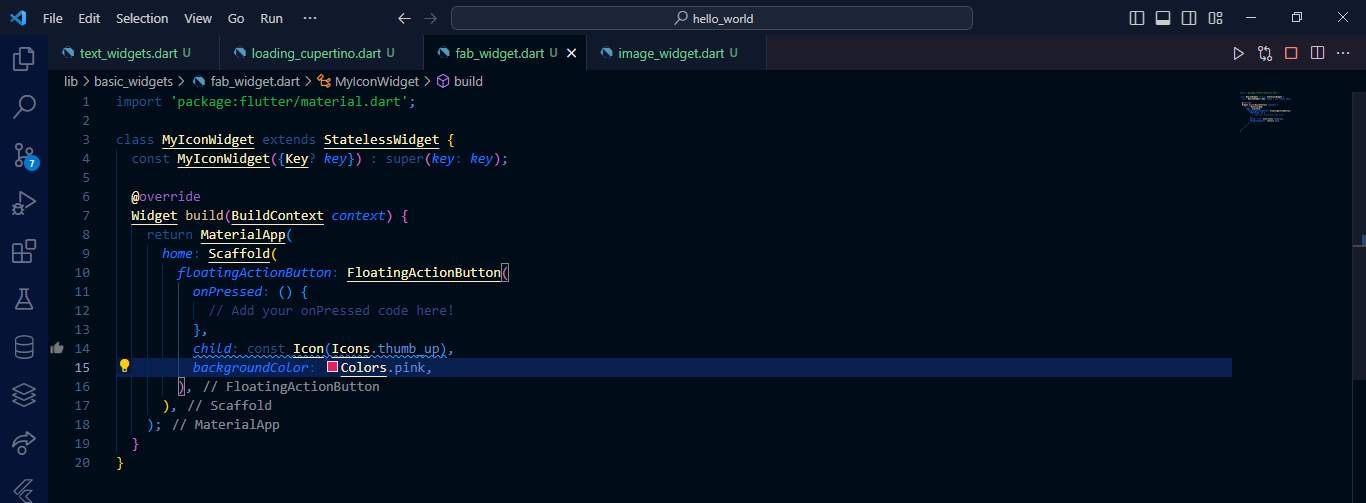 File Edit Selection View Go Run ··· hello_world
text_widgets.dart U loading_cupertino.dart U fab_widget.dart U image_widget.dart U
lib > basic_widgets > fab_widget.dart > MyIconWidget > build
1 import 'package:flutter/material.dart';
2
3 class MyIconWidget extends StatelessWidget {
4 const MyIconWidget({Key? key}) : super(key: key);
5
6 @override
7 Widget build(BuildContext context) {
8 return MaterialApp(
9 home: Scaffold(
10 floatingActionButton: FloatingActionButton(
11 onPressed: () {
12 // Add your onPressed code here!
13 },
14 child: const Icon(Icons.thumb_up),
15 backgroundColor: Colors.pink,
16 ), // FloatingActionButton
17 ), // Scaffold
18 ); // MaterialApp
19 }
20 }
7